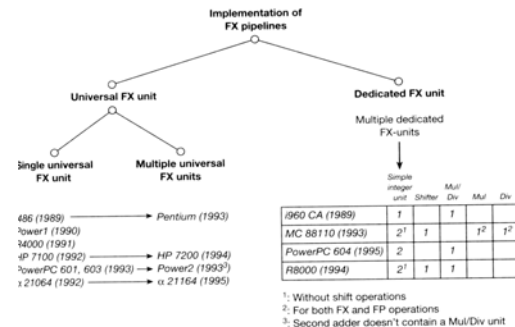 Implementation of
FX pipelines
Universal FX unit
Dedicated FX unit
Multiple dedicated
FX-units
Single universal
FX unit
Multiple universal
FX units
Simple
integer
unit
Shifter
Mul/
Div
Mul
Div
486 (1989) → Pentium (1993)
Power1 (1990)
R4000 (1991)
HP 7100 (1992) → HP 7200 (1994)
PowerPC 601, 603 (1993) → Power2 (1993³)
α 21064 (1992) → α 21164 (1995)
i960 CA (1989) 1 1
MC 88110 (1993) 2¹ 1 1² 1²
PowerPC 604 (1995) 2 1
R8000 (1994) 2¹ 1 1
¹: Without shift operations
²: For both FX and FP operations
³: Second adder doesn't contain a Mul/Div unit